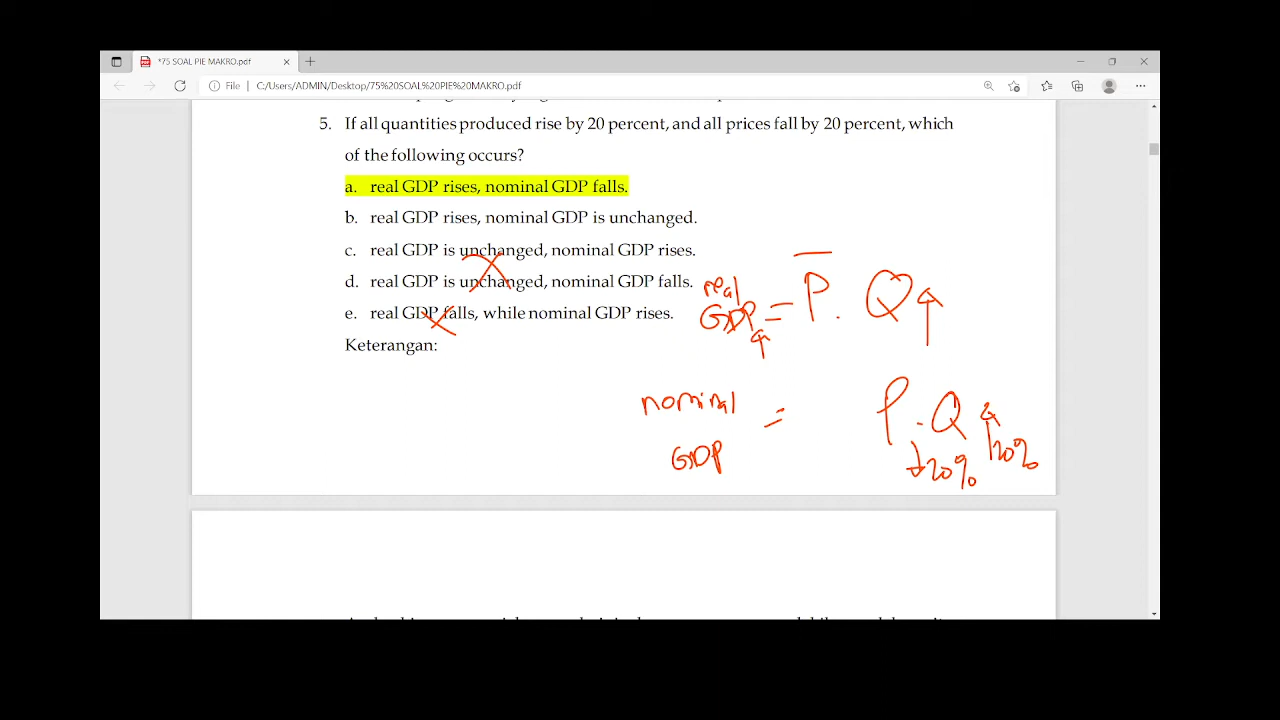 *75 SOAL PIE MAKRO.pdf
File C:/Users/ADMIN/Desktop/75%20SOAL%20PIE%20MAKRO.pdf
5. If all quantities produced rise by 20 percent, and all prices fall by 20 percent, which
of the following occurs?
a. real GDP rises, nominal GDP falls.
b. real GDP rises, nominal GDP is unchanged.
c. real GDP is unchanged, nominal GDP rises.
d. real GDP is unchanged, nominal GDP falls.
e. real GDP falls, while nominal GDP rises.
Keterangan:
real
GDP ↑ = P̅ . Q ↑
nominal
GDP = P . Q
↓20% ↑20%